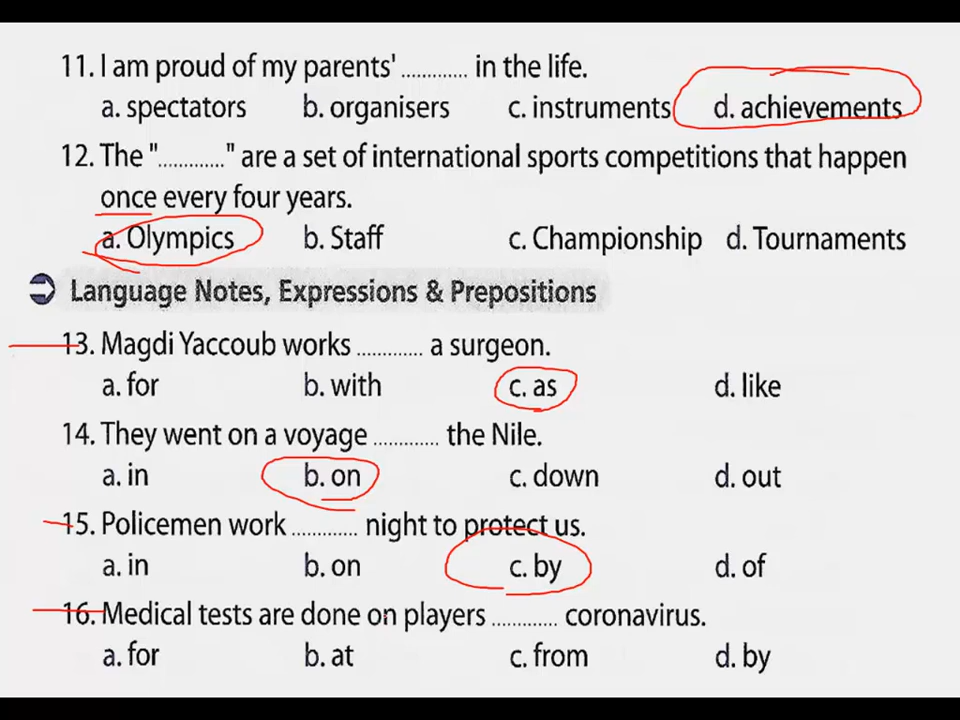 11. I am proud of my parents' ............ in the life.
a. spectators b. organisers c. instruments d. achievements
12. The "............" are a set of international sports competitions that happen
once every four years.
a. Olympics b. Staff c. Championship d. Tournaments
Language Notes, Expressions & Prepositions
13. Magdi Yaccoub works ............ a surgeon.
a. for b. with c. as d. like
14. They went on a voyage ............ the Nile.
a. in b. on c. down d. out
15. Policemen work ............ night to protect us.
a. in b. on c. by d. of
16. Medical tests are done on players ............ coronavirus.
a. for b. at c. from d. by